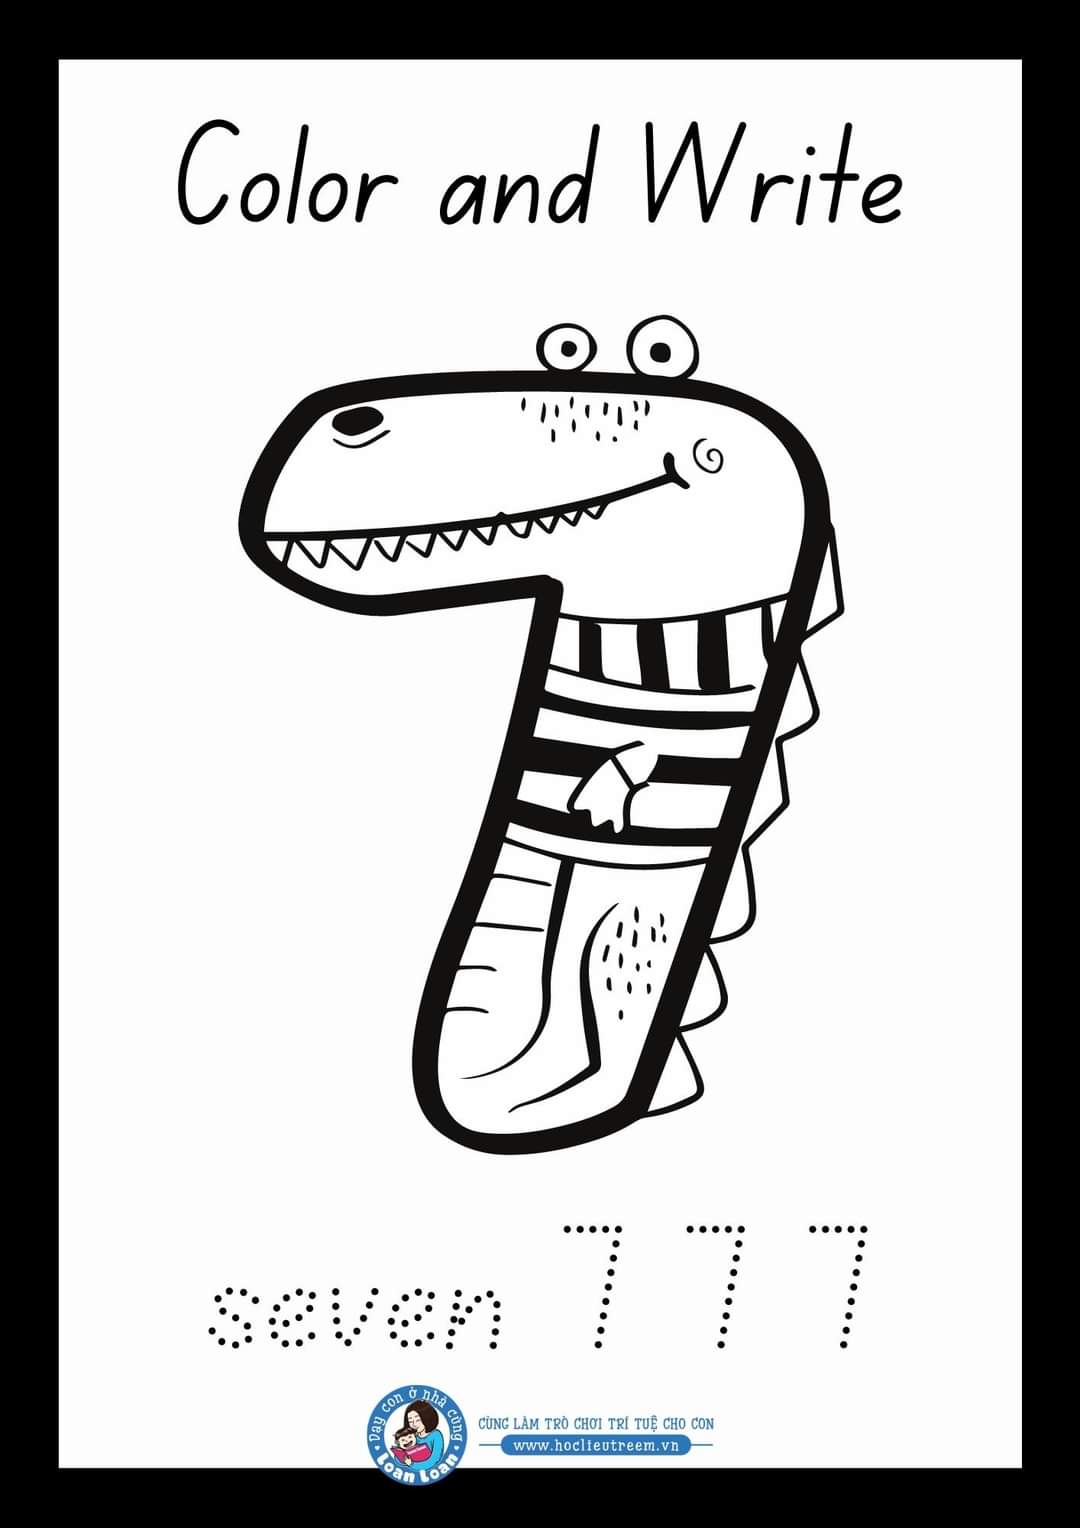 Color and Write
seven 7 7 7
Dạy con ở nhà cùng
Loan Loan
CÙNG LÀM TRÒ CHƠI TRÍ TUỆ CHO CON
www.hoclieutreem.vn